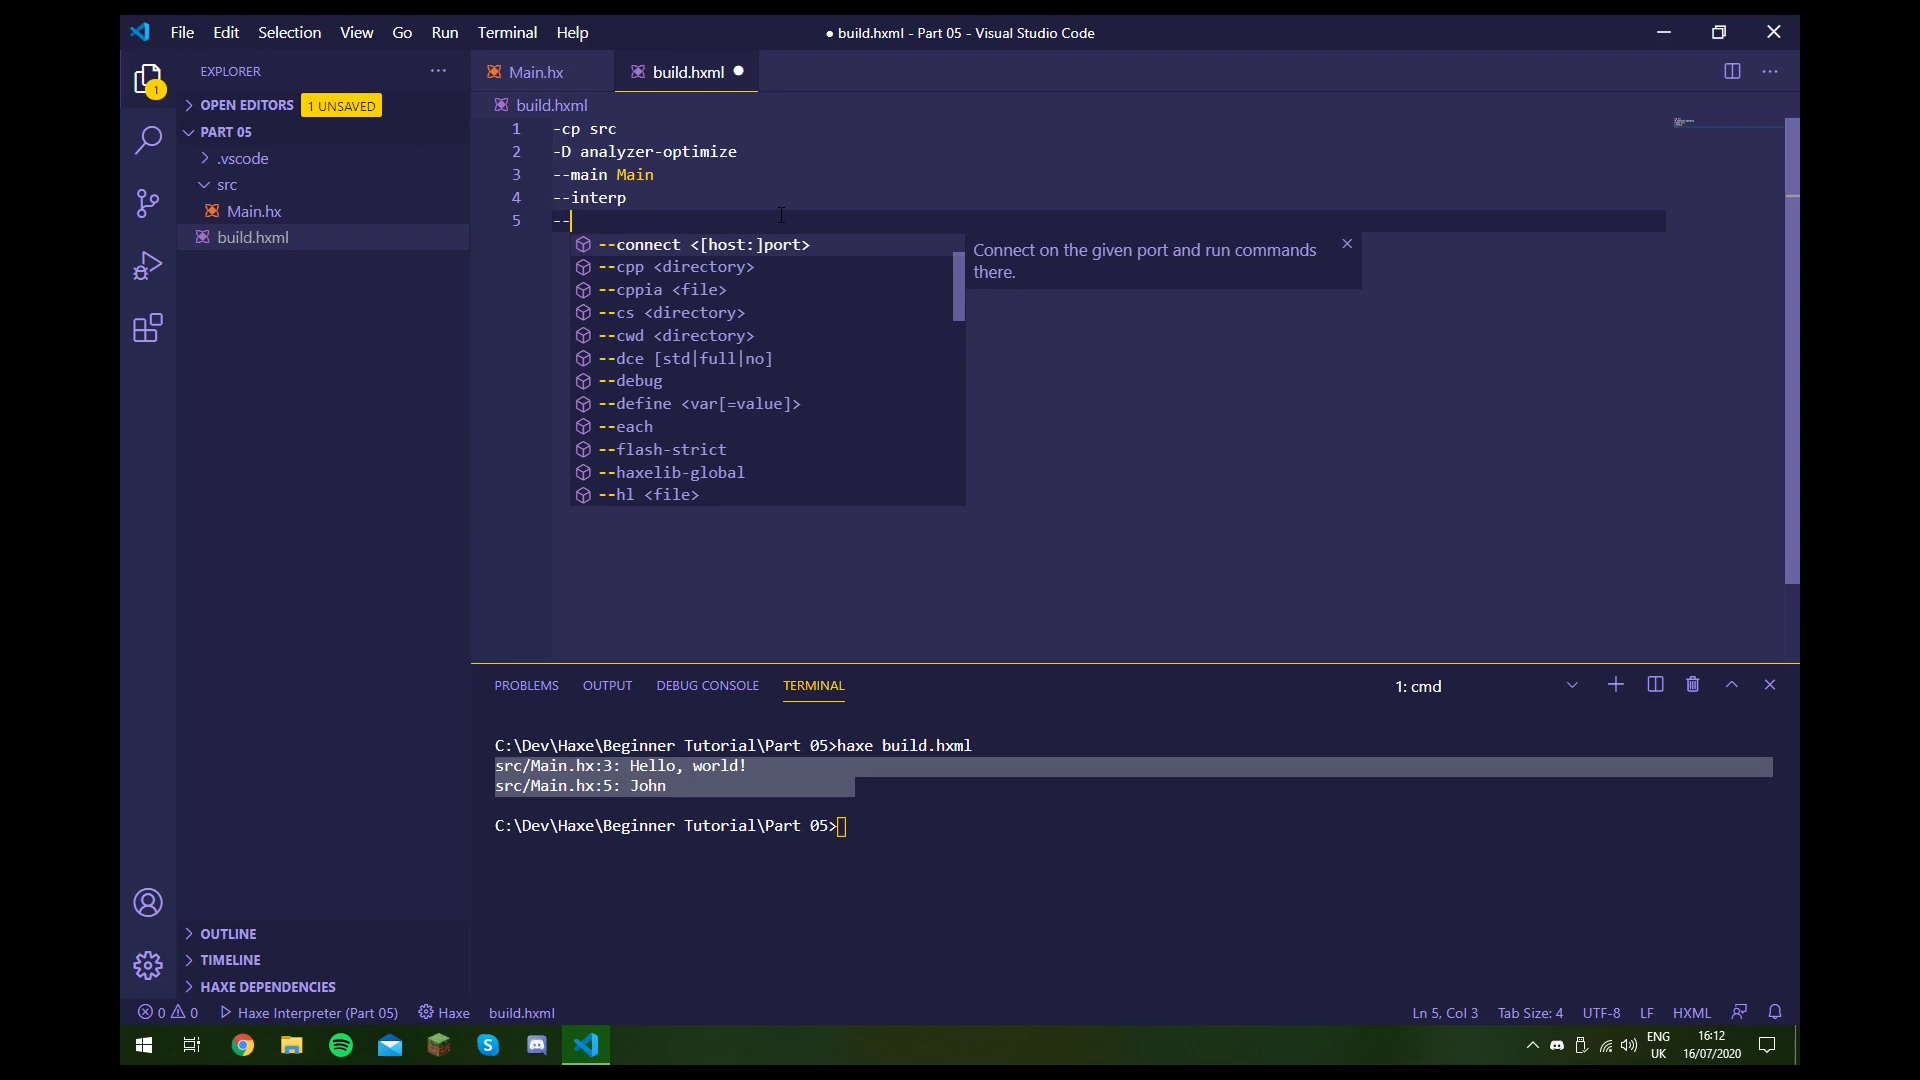 File Edit Selection View Go Run Terminal Help
● build.hxml - Part 05 - Visual Studio Code
EXPLORER
Main.hx
build.hxml
1
OPEN EDITORS 1 UNSAVED
build.hxml
PART 05
.vscode
src
Main.hx
build.hxml
1 -cp src
2 -D analyzer-optimize
3 --main Main
4 --interp
5 --
--connect <[host:]port>
--cpp <directory>
--cppia <file>
--cs <directory>
--cwd <directory>
--dce [std|full|no]
--debug
--define <var[=value]>
--each
--flash-strict
--haxelib-global
--hl <file>
Connect on the given port and run commands
there.
PROBLEMS OUTPUT DEBUG CONSOLE TERMINAL
1: cmd
C:\Dev\Haxe\Beginner Tutorial\Part 05>haxe build.hxml
src/Main.hx:3: Hello, world!
src/Main.hx:5: John
C:\Dev\Haxe\Beginner Tutorial\Part 05>
OUTLINE
TIMELINE
HAXE DEPENDENCIES
0 0 Haxe Interpreter (Part 05) Haxe build.hxml
Ln 5, Col 3 Tab Size: 4 UTF-8 LF HXML
ENG
UK
16:12
16/07/2020